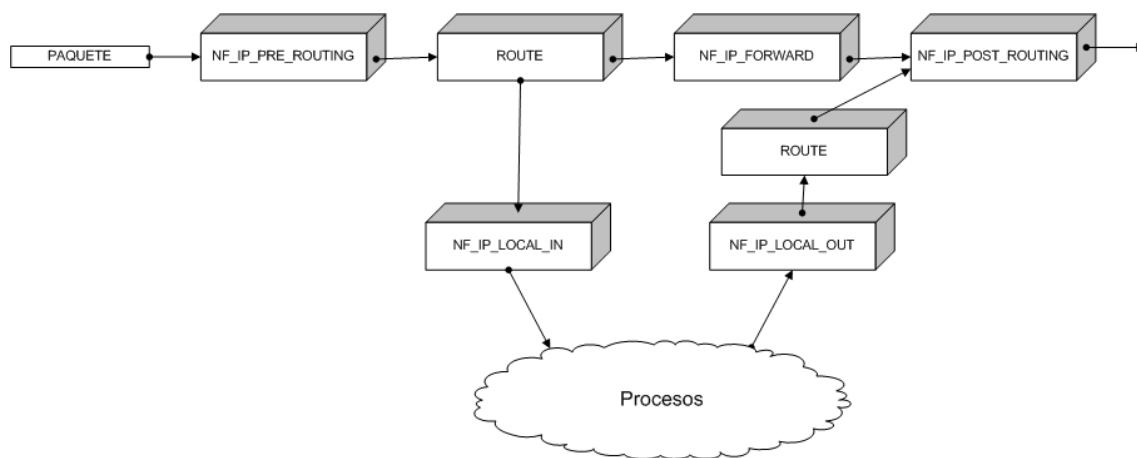 PAQUETE
NF_IP_PRE_ROUTING
ROUTE
NF_IP_FORWARD
NF_IP_POST_ROUTING
ROUTE
NF_IP_LOCAL_IN
NF_IP_LOCAL_OUT
Procesos